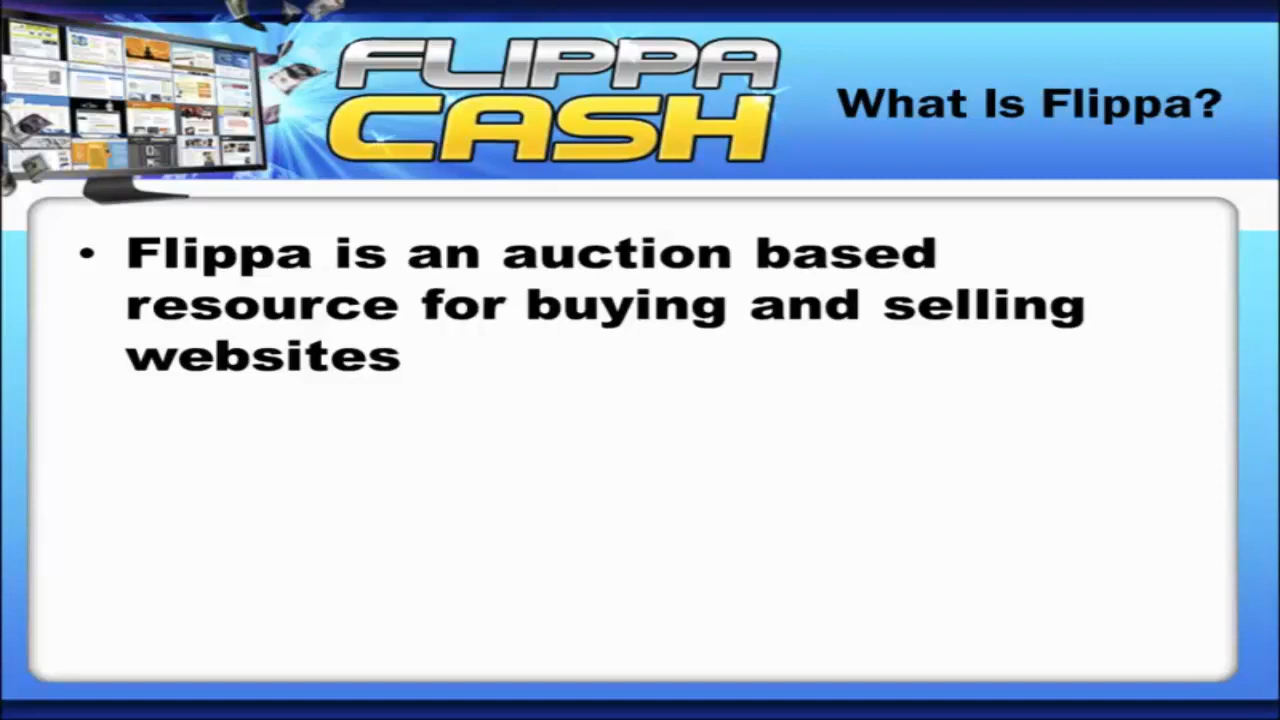 FLIPPA
CASH
What Is Flippa?
• Flippa is an auction based
resource for buying and selling
websites